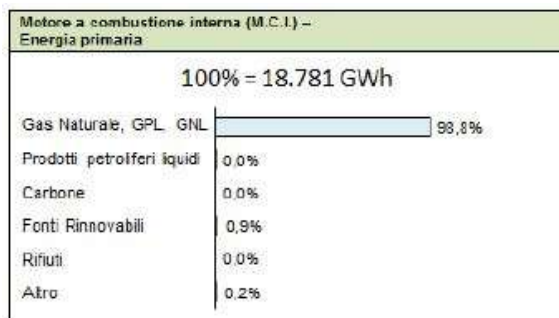 Motore a combustione interna (M.C.I.) –
Energia primaria
100% = 18.781 GWh
Gas Naturale, GPL, GNL 98,8%
Prodotti petroliferi liquidi 0,0%
Carbone 0,0%
Fonti Rinnovabili 0,9%
Rifiuti 0,0%
Altro 0,2%